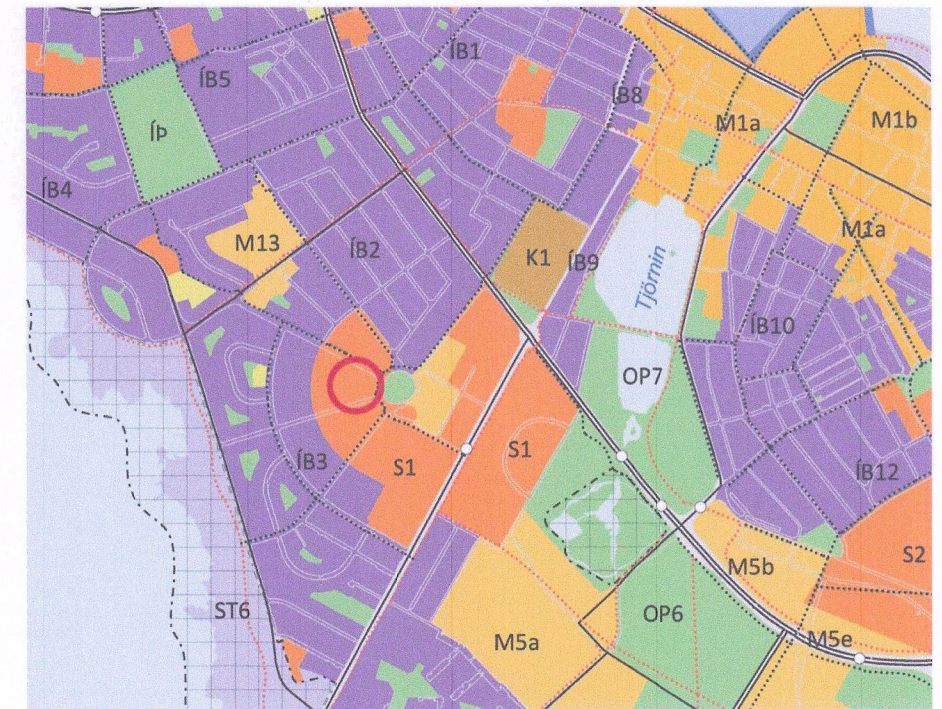 ÍB1
ÍB5
ÍB8
M1a
M1b
ÍÞ
ÍB4
M13
ÍB2
K1
ÍB9
Tjörnin
M1a
ÍB10
OP7
ÍB3
S1
S1
ÍB12
S2
M5b
ST6
OP6
M5a
M5e